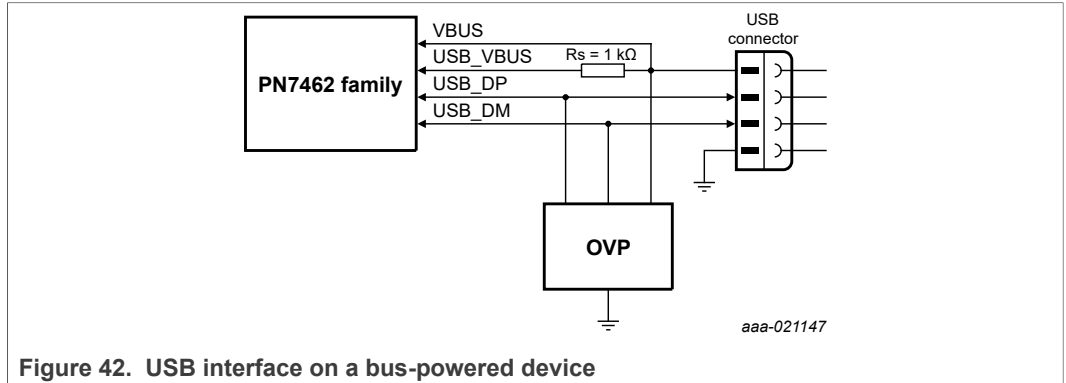 USB
connector
VBUS
USB_VBUS
Rs = 1 kΩ
USB_DP
USB_DM
PN7462 family
OVP
aaa-021147
Figure 42. USB interface on a bus-powered device